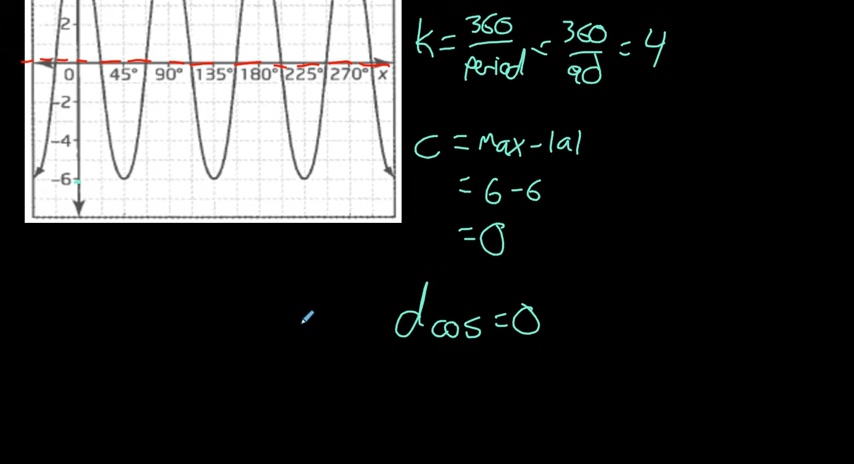 2
0 45° 90° 135° 180° 225° 270° x
-2
-4
-6
K = 360/period = 360/90 = 4
C = Max - |a|
= 6 - 6
= 0
d cos = 0